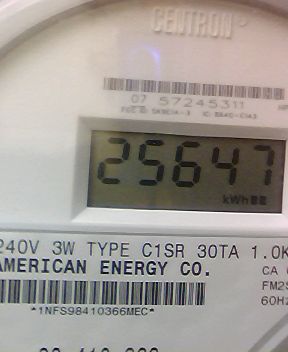 CENTRON
07 57245311
25647
kWh
240V 3W TYPE C1SR 30TA 1.0K
AMERICAN ENERGY CO.
CA
FM2S
60Hz
*1NFS98410366MEC*